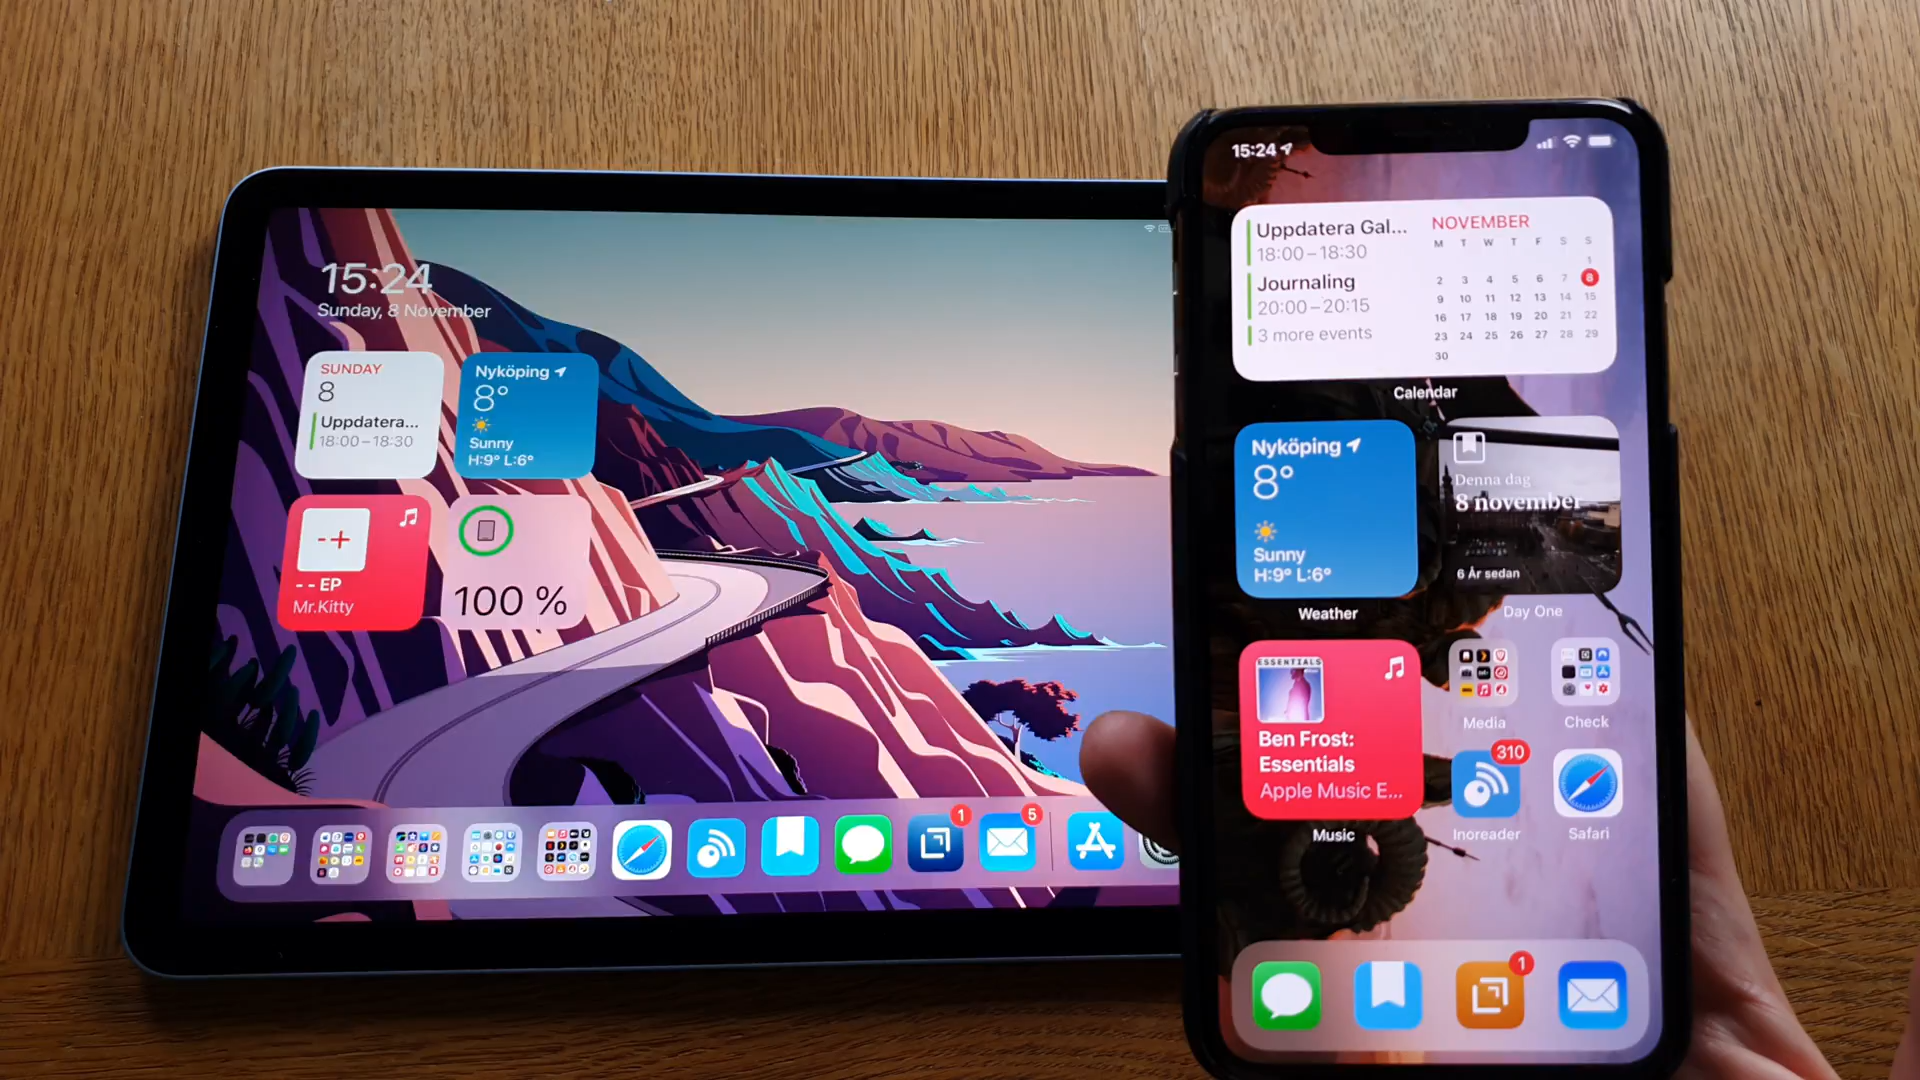 15:24
Sunday, 8 November
SUNDAY
8
Uppdatera...
18:00–18:30
Nyköping
8°
Sunny
H:9° L:6°
-+
-- EP
Mr.Kitty
100 %
1
5
15:24
Uppdatera Gal...
18:00–18:30
Journaling
20:00–20:15
3 more events
NOVEMBER
M T W T F S S
1
2 3 4 5 6 7 8
9 10 11 12 13 14 15
16 17 18 19 20 21 22
23 24 25 26 27 28 29
30
Calendar
Nyköping
8°
Sunny
H:9° L:6°
Weather
Denna dag
8 november
6 År sedan
Day One
ESSENTIALS
Ben Frost:
Essentials
Apple Music E...
Music
Media
Check
310
Inoreader
Safari
1